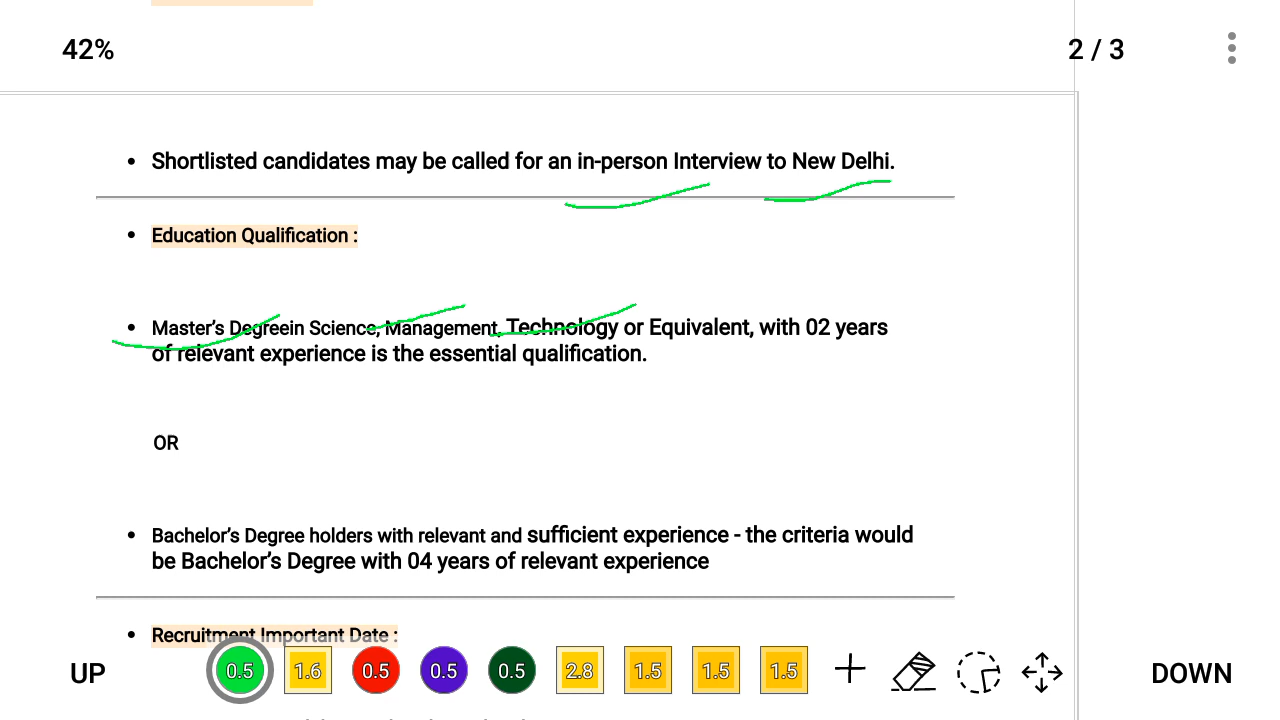 42%
2 / 3
• Shortlisted candidates may be called for an in-person Interview to New Delhi.
• Education Qualification :
• Master's Degreein Science, Management, Technology or Equivalent, with 02 years
of relevant experience is the essential qualification.
OR
• Bachelor's Degree holders with relevant and sufficient experience - the criteria would
be Bachelor's Degree with 04 years of relevant experience
• Recruitment Important Date :
UP
0.5 1.6 0.5 0.5 0.5 2.8 1.5 1.5 1.5
DOWN